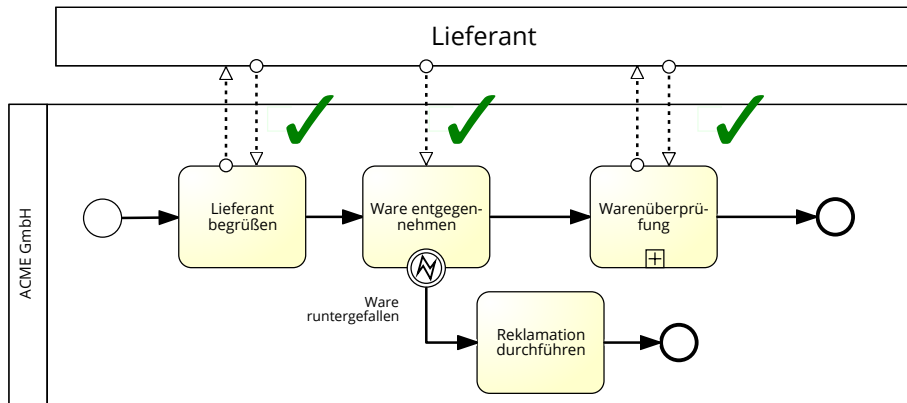 Lieferant
ACME GmbH
Lieferant
begrüßen
Ware entgegen-
nehmen
Warenüberprü-
fung
Ware
runtergefallen
Reklamation
durchführen